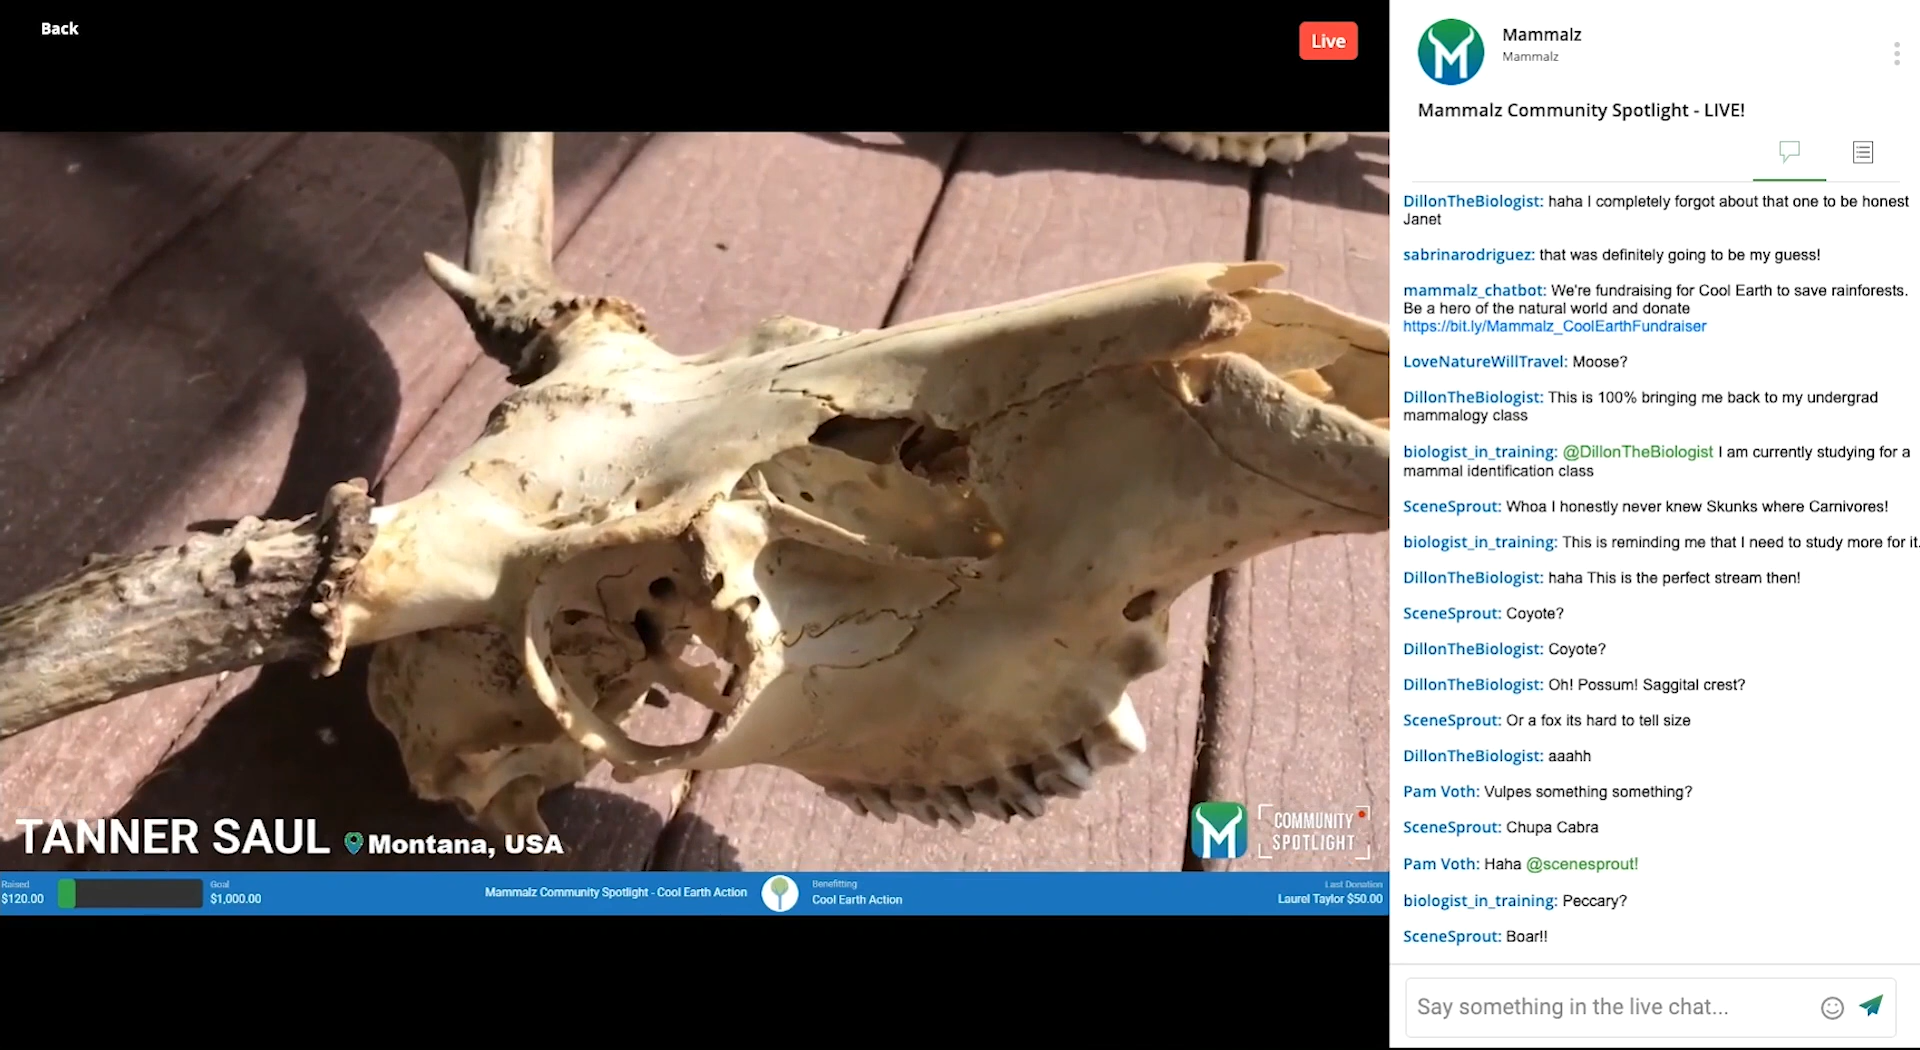 Back
Live
TANNER SAUL
Montana, USA
COMMUNITY
SPOTLIGHT
Raised
$120.00
Goal
$1,000.00
Mammalz Community Spotlight - Cool Earth Action
Benefitting
Cool Earth Action
Last Donation
Laurel Taylor $50.00
Mammalz
Mammalz
Mammalz Community Spotlight - LIVE!
DillonTheBiologist: haha I completely forgot about that one to be honest
Janet
sabrinarodriguez: that was definitely going to be my guess!
mammalz_chatbot: We're fundraising for Cool Earth to save rainforests.
Be a hero of the natural world and donate
https://bit.ly/Mammalz_CoolEarthFundraiser
LoveNatureWillTravel: Moose?
DillonTheBiologist: This is 100% bringing me back to my undergrad
mammalogy class
biologist_in_training: @DillonTheBiologist I am currently studying for a
mammal identification class
SceneSprout: Whoa I honestly never knew Skunks where Carnivores!
biologist_in_training: This is reminding me that I need to study more for it.
DillonTheBiologist: haha This is the perfect stream then!
SceneSprout: Coyote?
DillonTheBiologist: Coyote?
DillonTheBiologist: Oh! Possum! Saggital crest?
SceneSprout: Or a fox its hard to tell size
DillonTheBiologist: aaahh
Pam Voth: Vulpes something something?
SceneSprout: Chupa Cabra
Pam Voth: Haha @scenesprout!
biologist_in_training: Peccary?
SceneSprout: Boar!!
Say something in the live chat...